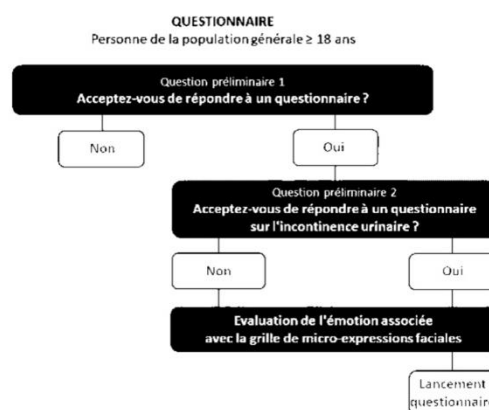 QUESTIONNAIRE
Personne de la population générale ≥ 18 ans
Question préliminaire 1
Acceptez-vous de répondre à un questionnaire ?
Non
Oui
Question préliminaire 2
Acceptez-vous de répondre à un questionnaire
sur l'incontinence urinaire ?
Non
Oui
Evaluation de l'émotion associée
avec la grille de micro-expressions faciales
Lancement
questionnaire